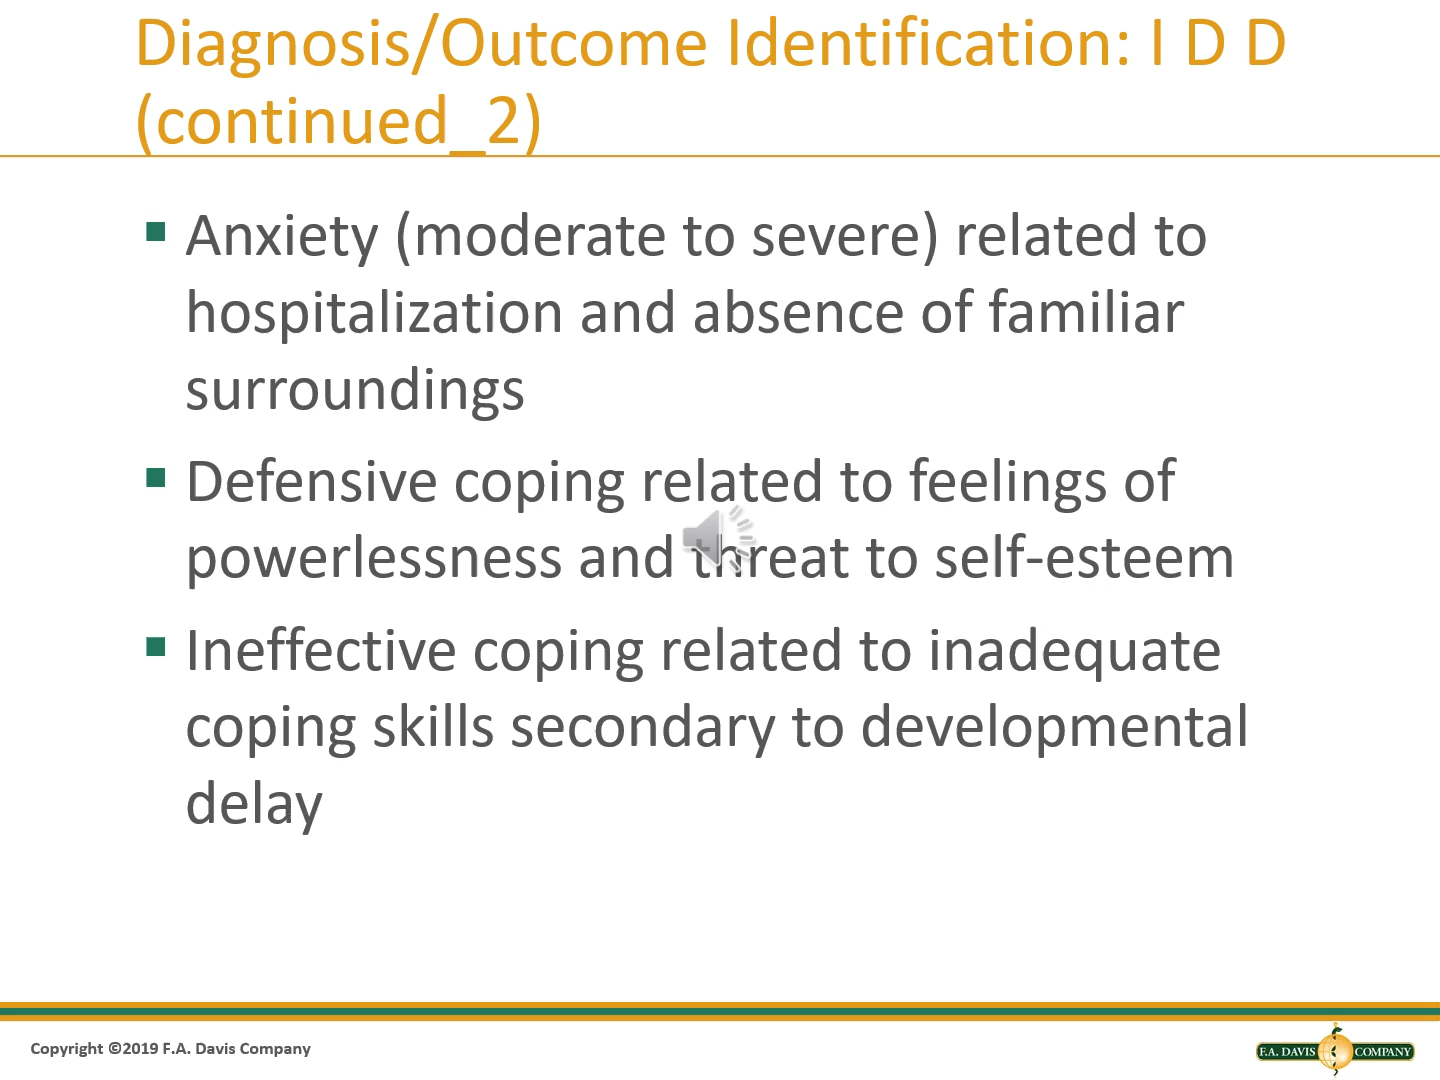 Diagnosis/Outcome Identification: I D D
(continued_2)
Anxiety (moderate to severe) related to
hospitalization and absence of familiar
surroundings
Defensive coping related to feelings of
powerlessness and threat to self-esteem
Ineffective coping related to inadequate
coping skills secondary to developmental
delay
Copyright ©2019 F.A. Davis Company
F.A. DAVIS COMPANY